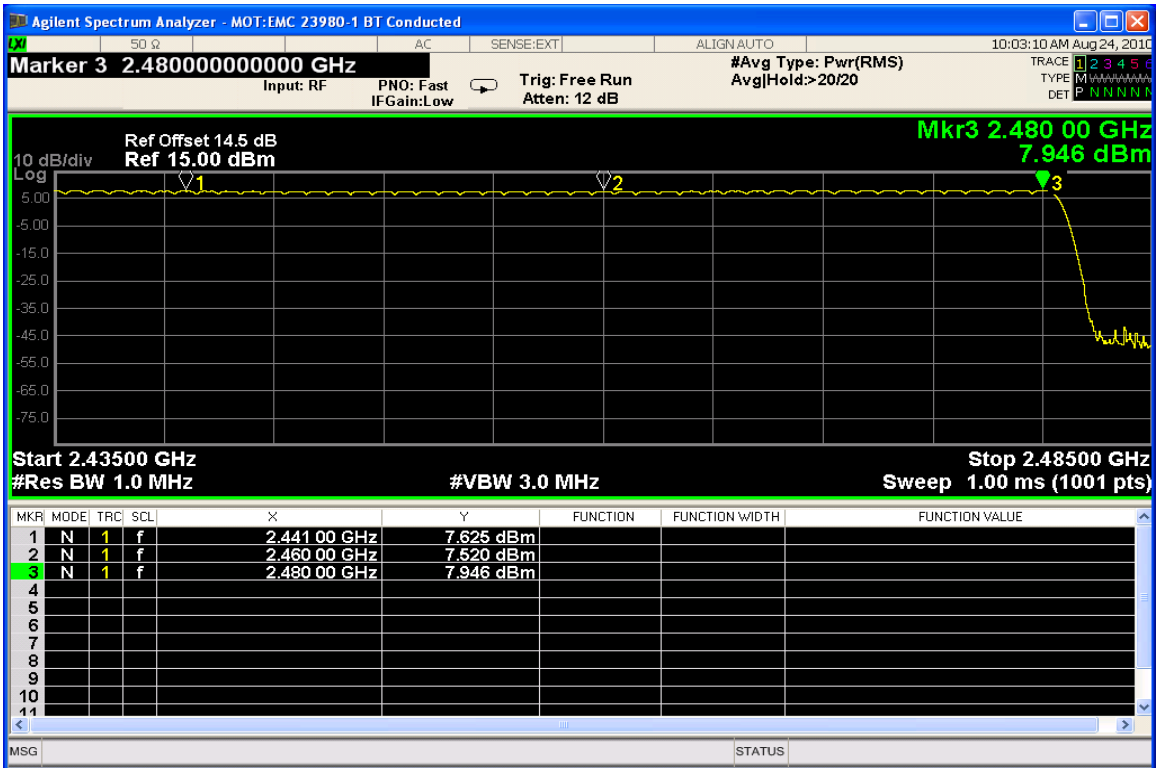 Agilent Spectrum Analyzer - MOT:EMC 23980-1 BT Conducted
LXI 50 Ω AC SENSE:EXT ALIGN AUTO 10:03:10 AM Aug 24, 2010
Marker 3 2.480000000000 GHz
Input: RF PNO: Fast Trig: Free Run #Avg Type: Pwr(RMS) TRACE 1 2 3 4 5 6
IFGain:Low Atten: 12 dB Avg|Hold:>20/20 TYPE M
DET P N N N N N
Mkr3 2.480 00 GHz
7.946 dBm
Ref Offset 14.5 dB
10 dB/div Ref 15.00 dBm
Log
1 2 3
5.00
-5.00
-15.0
-25.0
-35.0
-45.0
-55.0
-65.0
-75.0
Start 2.43500 GHz Stop 2.48500 GHz
#Res BW 1.0 MHz #VBW 3.0 MHz Sweep 1.00 ms (1001 pts)
MKR MODE TRC SCL X Y FUNCTION FUNCTION WIDTH FUNCTION VALUE
1 N 1 f 2.441 00 GHz 7.625 dBm
2 N 1 f 2.460 00 GHz 7.520 dBm
3 N 1 f 2.480 00 GHz 7.946 dBm
4
5
6
7
8
9
10
11
MSG STATUS